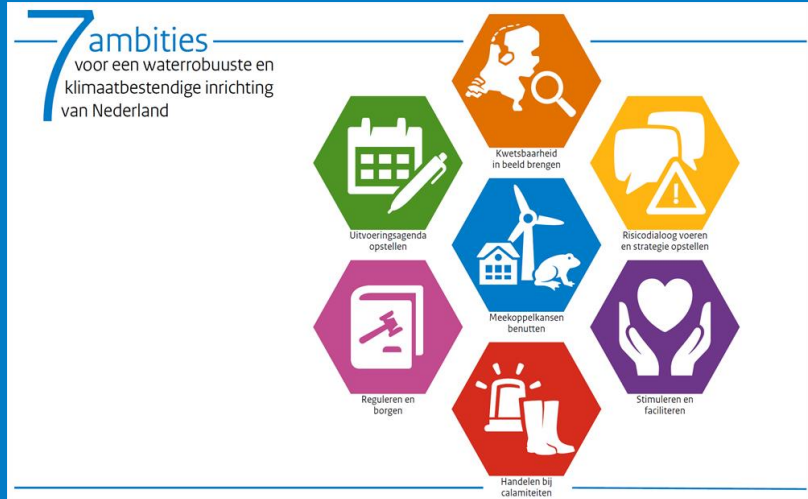 7 ambities
voor een waterrobuuste en
klimaatbestendige inrichting
van Nederland
Kwetsbaarheid
in beeld brengen
Uitvoeringsagenda
opstellen
Risicodialoog voeren
en strategie opstellen
Meekoppelkansen
benutten
Reguleren en
borgen
Stimuleren en
faciliteren
Handelen bij
calamiteiten